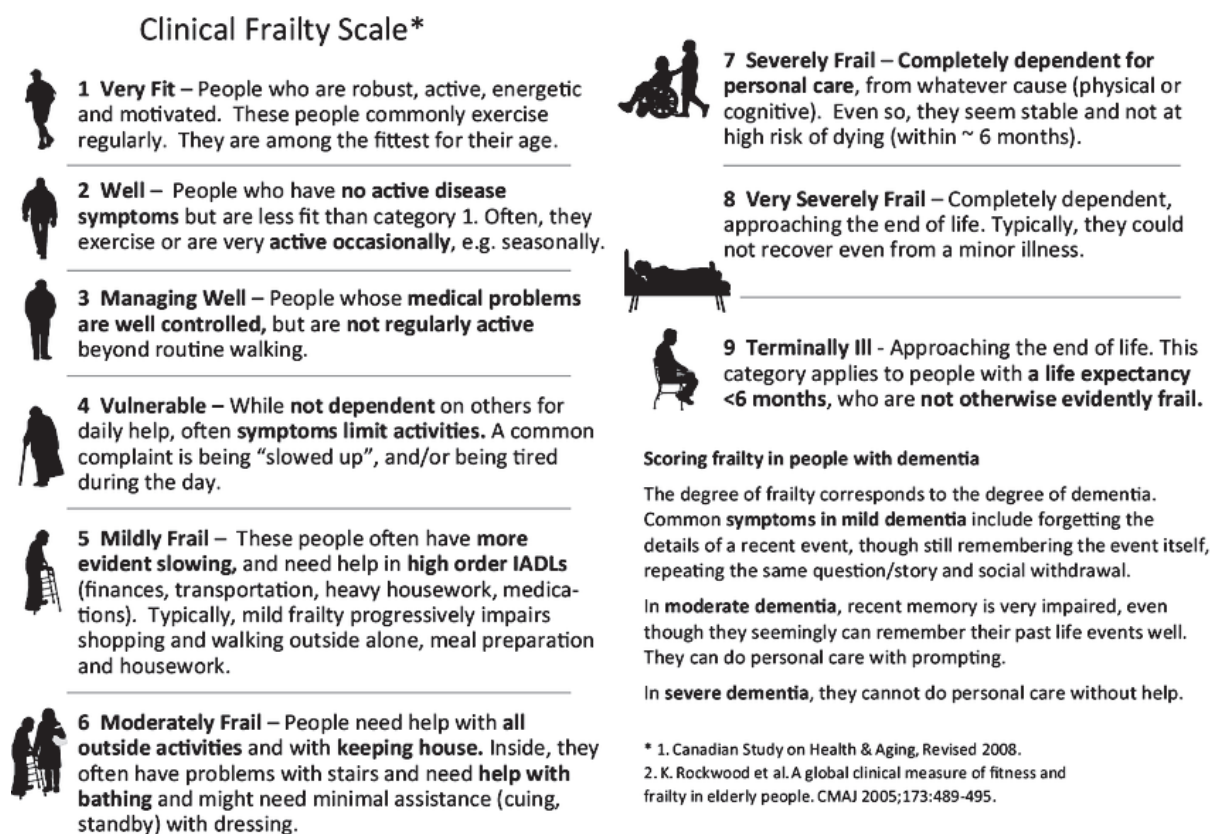 Clinical Frailty Scale*
1 Very Fit – People who are robust, active, energetic
and motivated. These people commonly exercise
regularly. They are among the fittest for their age.
2 Well – People who have no active disease
symptoms but are less fit than category 1. Often, they
exercise or are very active occasionally, e.g. seasonally.
3 Managing Well – People whose medical problems
are well controlled, but are not regularly active
beyond routine walking.
4 Vulnerable – While not dependent on others for
daily help, often symptoms limit activities. A common
complaint is being “slowed up”, and/or being tired
during the day.
5 Mildly Frail – These people often have more
evident slowing, and need help in high order IADLs
(finances, transportation, heavy housework, medica-
tions). Typically, mild frailty progressively impairs
shopping and walking outside alone, meal preparation
and housework.
6 Moderately Frail – People need help with all
outside activities and with keeping house. Inside, they
often have problems with stairs and need help with
bathing and might need minimal assistance (cuing,
standby) with dressing.
7 Severely Frail – Completely dependent for
personal care, from whatever cause (physical or
cognitive). Even so, they seem stable and not at
high risk of dying (within ~ 6 months).
8 Very Severely Frail – Completely dependent,
approaching the end of life. Typically, they could
not recover even from a minor illness.
9 Terminally Ill - Approaching the end of life. This
category applies to people with a life expectancy
<6 months, who are not otherwise evidently frail.
Scoring frailty in people with dementia
The degree of frailty corresponds to the degree of dementia.
Common symptoms in mild dementia include forgetting the
details of a recent event, though still remembering the event itself,
repeating the same question/story and social withdrawal.
In moderate dementia, recent memory is very impaired, even
though they seemingly can remember their past life events well.
They can do personal care with prompting.
In severe dementia, they cannot do personal care without help.
* 1. Canadian Study on Health & Aging, Revised 2008.
2. K. Rockwood et al. A global clinical measure of fitness and
frailty in elderly people. CMAJ 2005;173:489-495.